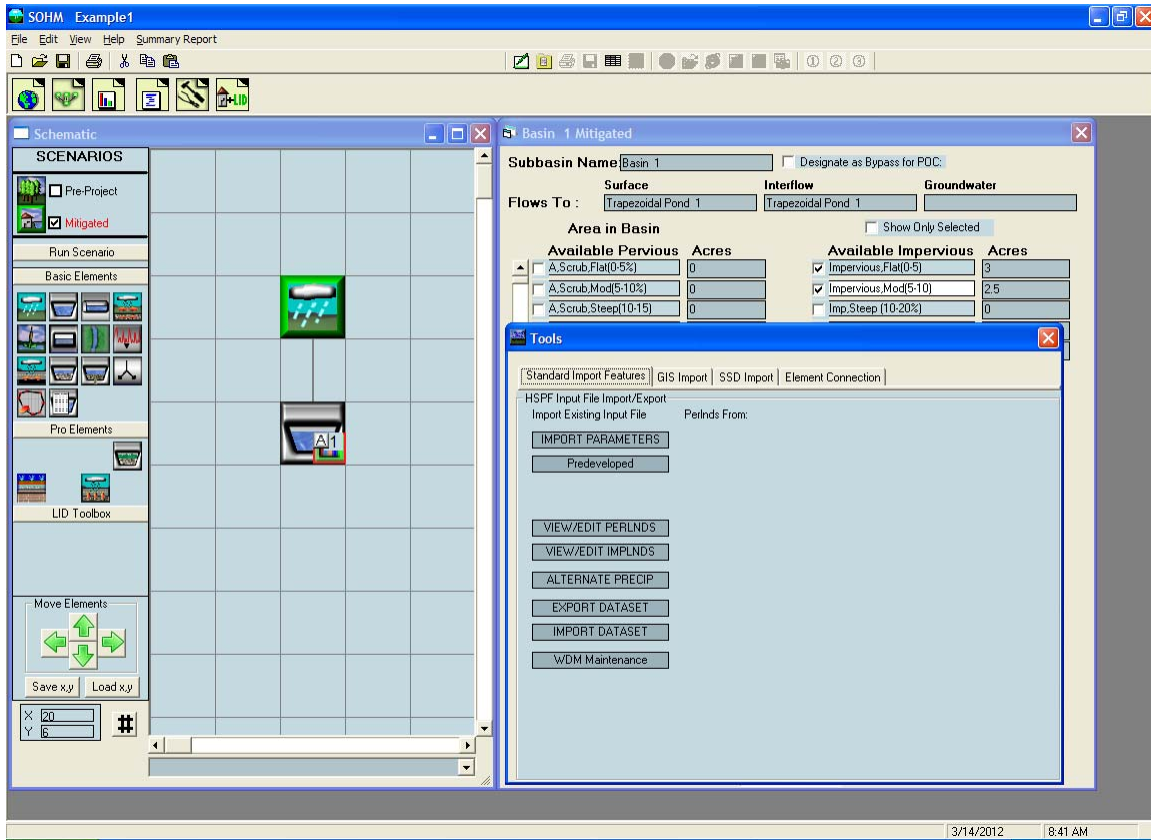 SOHM Example1
File Edit View Help Summary Report
① ② ③
+LID
Schematic
SCENARIOS
Pre-Project
Mitigated
Run Scenario
Basic Elements
Pro Elements
LID Toolbox
Move Elements
Save x,y Load x,y
X 20
Y 6
#
A 1
Basin 1 Mitigated
Subbasin Name: Basin 1 Designate as Bypass for POC:
Surface Interflow Groundwater
Flows To : Trapezoidal Pond 1 Trapezoidal Pond 1
Area in Basin Show Only Selected
Available Pervious Acres Available Impervious Acres
A,Scrub,Flat(0-5%) 0 Impervious,Flat(0-5) 3
A,Scrub,Mod(5-10%) 0 Impervious,Mod(5-10) 2.5
A,Scrub,Steep(10-15) 0 Imp,Steep (10-20%) 0
Tools
Standard Import Features GIS Import SSD Import Element Connection
HSPF Input File Import/Export
Import Existing Input File Perlnds From:
IMPORT PARAMETERS
Predeveloped
VIEW/EDIT PERLNDS
VIEW/EDIT IMPLNDS
ALTERNATE PRECIP
EXPORT DATASET
IMPORT DATASET
WDM Maintenance
3/14/2012 8:41 AM